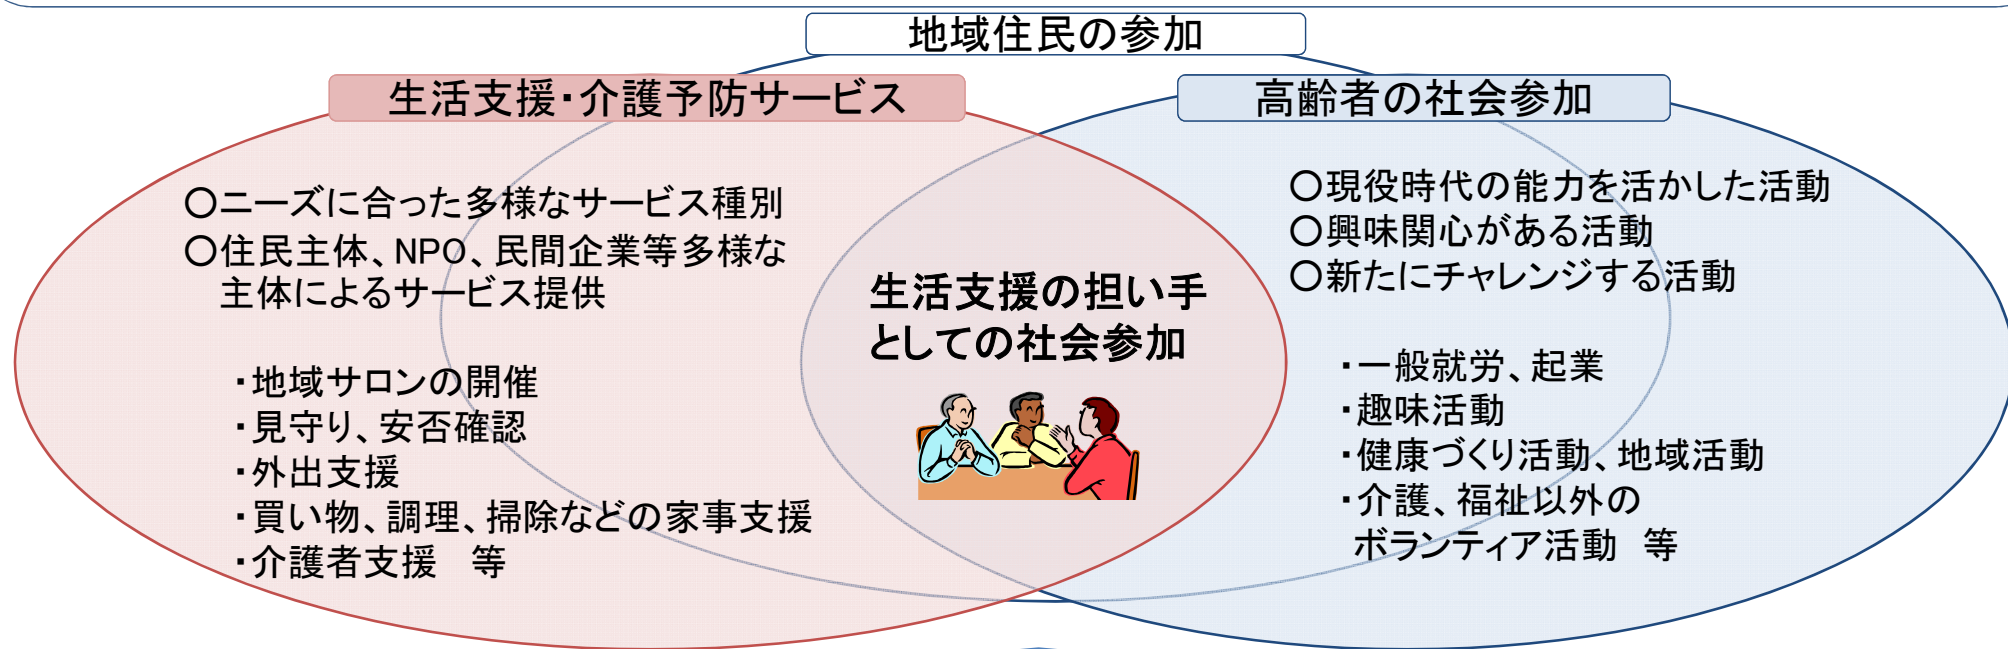 地域住民の参加
生活支援・介護予防サービス
○ニーズに合った多様なサービス種別
○住民主体、NPO、民間企業等多様な
主体によるサービス提供
・地域サロンの開催
・見守り、安否確認
・外出支援
・買い物、調理、掃除などの家事支援
・介護者支援　等
生活支援の担い手
としての社会参加
高齢者の社会参加
○現役時代の能力を活かした活動
○興味関心がある活動
○新たにチャレンジする活動
・一般就労、起業
・趣味活動
・健康づくり活動、地域活動
・介護、福祉以外の
ボランティア活動　等